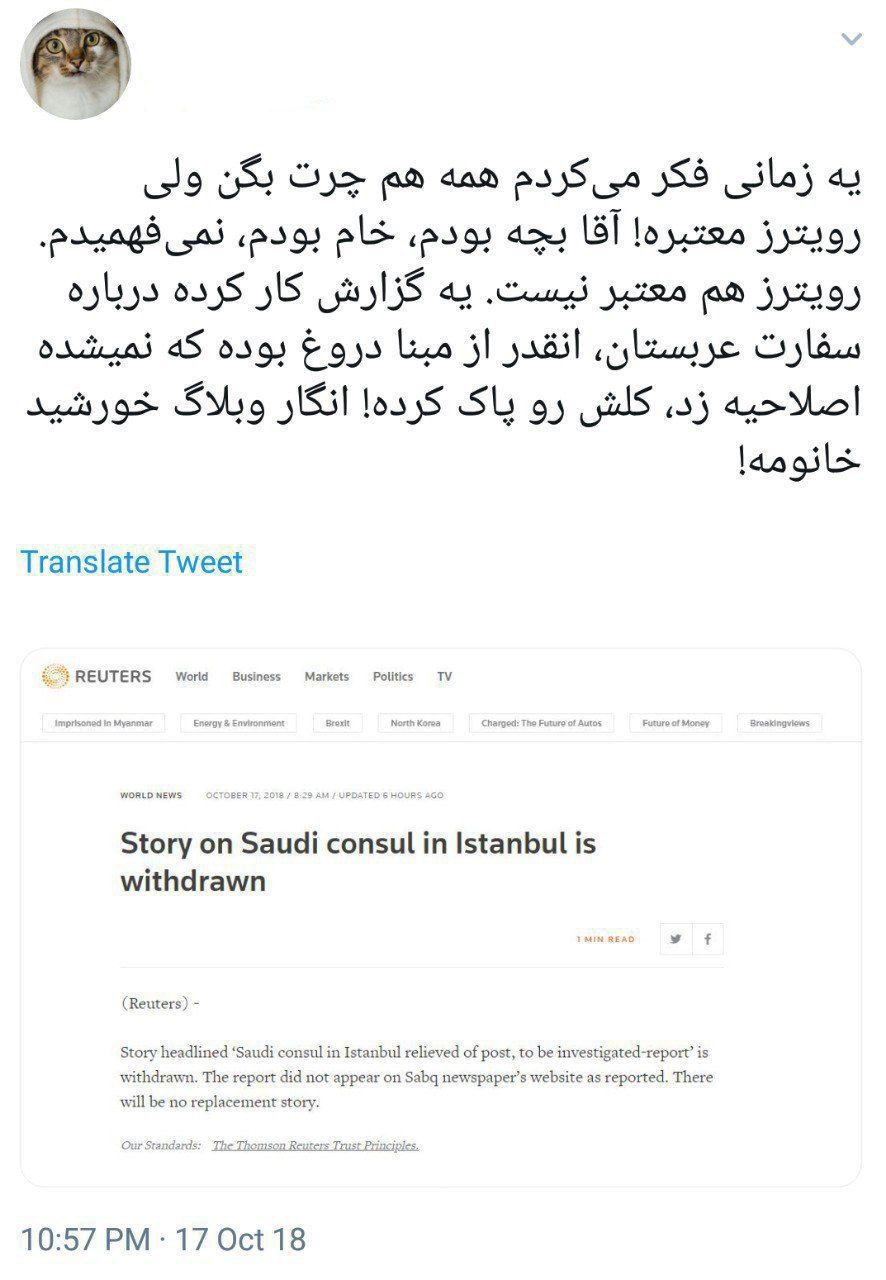 یه زمانی فکر می‌کردم همه هم چرت بگن ولی
رویترز معتبره! آقا بچه بودم، خام بودم، نمی‌فهمیدم.
رویترز هم معتبر نیست. یه گزارش کار کرده درباره
سفارت عربستان، انقدر از مبنا دروغ بوده که نمیشده
اصلاحیه زد، کلش رو پاک کرده! انگار وبلاگ خورشید
خانومه!
Translate Tweet
REUTERS World Business Markets Politics TV
Imprisoned In Myanmar Energy & Environment Brexit North Korea Charged: The Future of Autos Future of Money Breakingviews
WORLD NEWS OCTOBER 17, 2018 / 8:29 AM / UPDATED 6 HOURS AGO
Story on Saudi consul in Istanbul is
withdrawn
1 MIN READ
(Reuters) -
Story headlined ‘Saudi consul in Istanbul relieved of post, to be investigated-report’ is
withdrawn. The report did not appear on Sabq newspaper’s website as reported. There
will be no replacement story.
Our Standards: The Thomson Reuters Trust Principles.
10:57 PM · 17 Oct 18